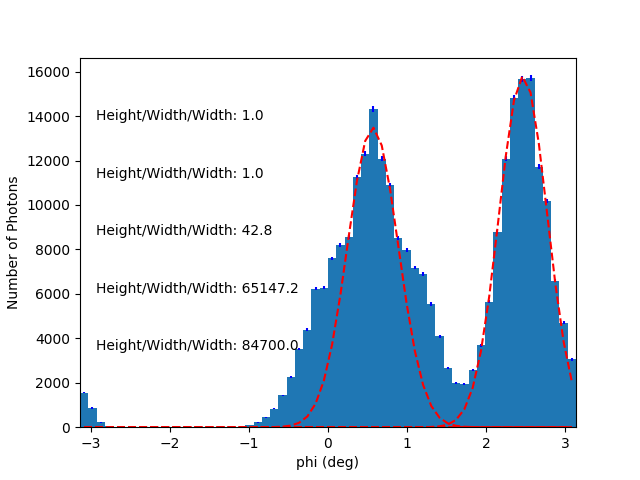 16000
14000
12000
10000
8000
6000
4000
2000
0
Number of Photons
Height/Width/Width: 1.0
Height/Width/Width: 1.0
Height/Width/Width: 42.8
Height/Width/Width: 65147.2
Height/Width/Width: 84700.0
−3 −2 −1 0 1 2 3
phi (deg)